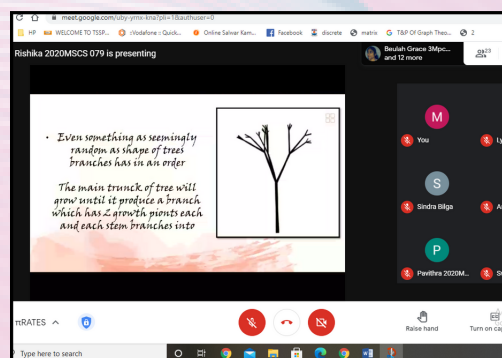 meet.google.com/uby-ymx-kna?pli=1&authuser=0
HP
WELCOME TO TSSP...
:Vodafone :: Quick...
Online Salwar Kam...
Facebook
discrete
matrix
T&P Of Graph Theo...
2
Rishika 2020MSCS 079 is presenting
Beulah Grace 3Mpc...
and 12 more
23
• Even something as seemingly
random as shape of trees
branches has in an order
The main trunck of tree will
grow until it produce a branch
which has 2 growth pionts each
and each stem branches into
M
You
Ly
S
Sindra Bilga
A
P
Pavithra 2020M...
S
πRATES
Raise hand
Turn on cap
Type here to search